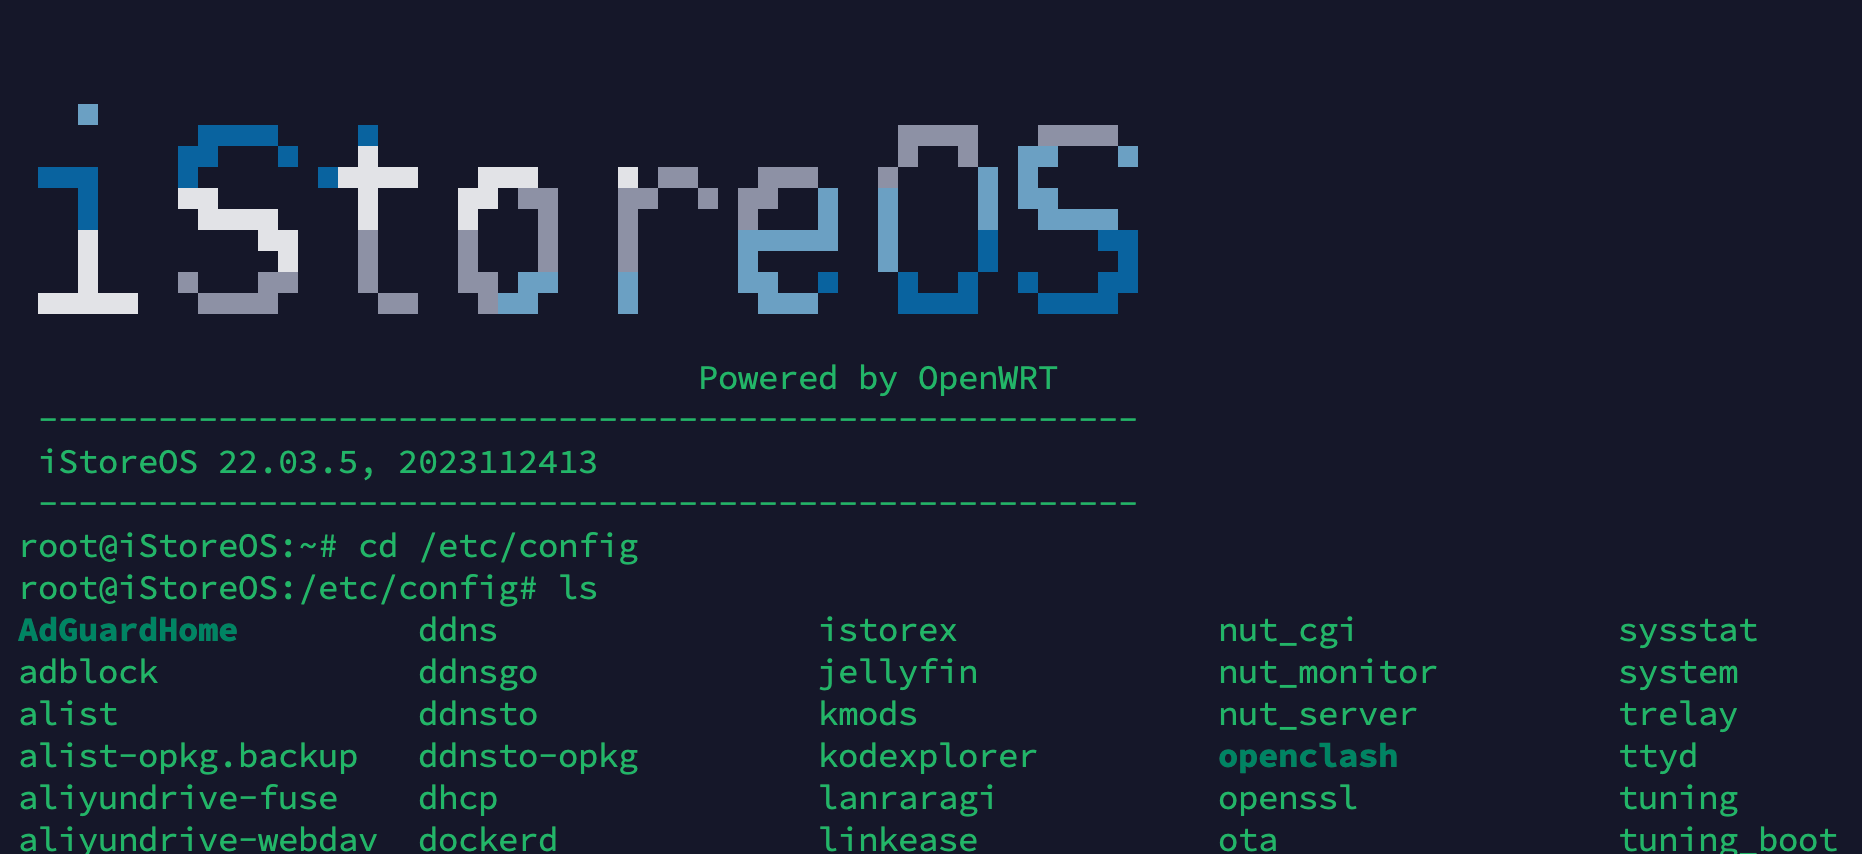 iStoreOS
Powered by OpenWRT
-------------------------------------------------------
iStoreOS 22.03.5, 2023112413
-------------------------------------------------------
root@iStoreOS:~# cd /etc/config
root@iStoreOS:/etc/config# ls
AdGuardHome ddns istorex nut_cgi sysstat
adblock ddnsgo jellyfin nut_monitor system
alist ddnsto kmods nut_server trelay
alist-opkg.backup ddnsto-opkg kodexplorer openclash ttyd
aliyundrive-fuse dhcp lanraragi openssl tuning
aliyundrive-webdav dockerd linkease ota tuning_boot